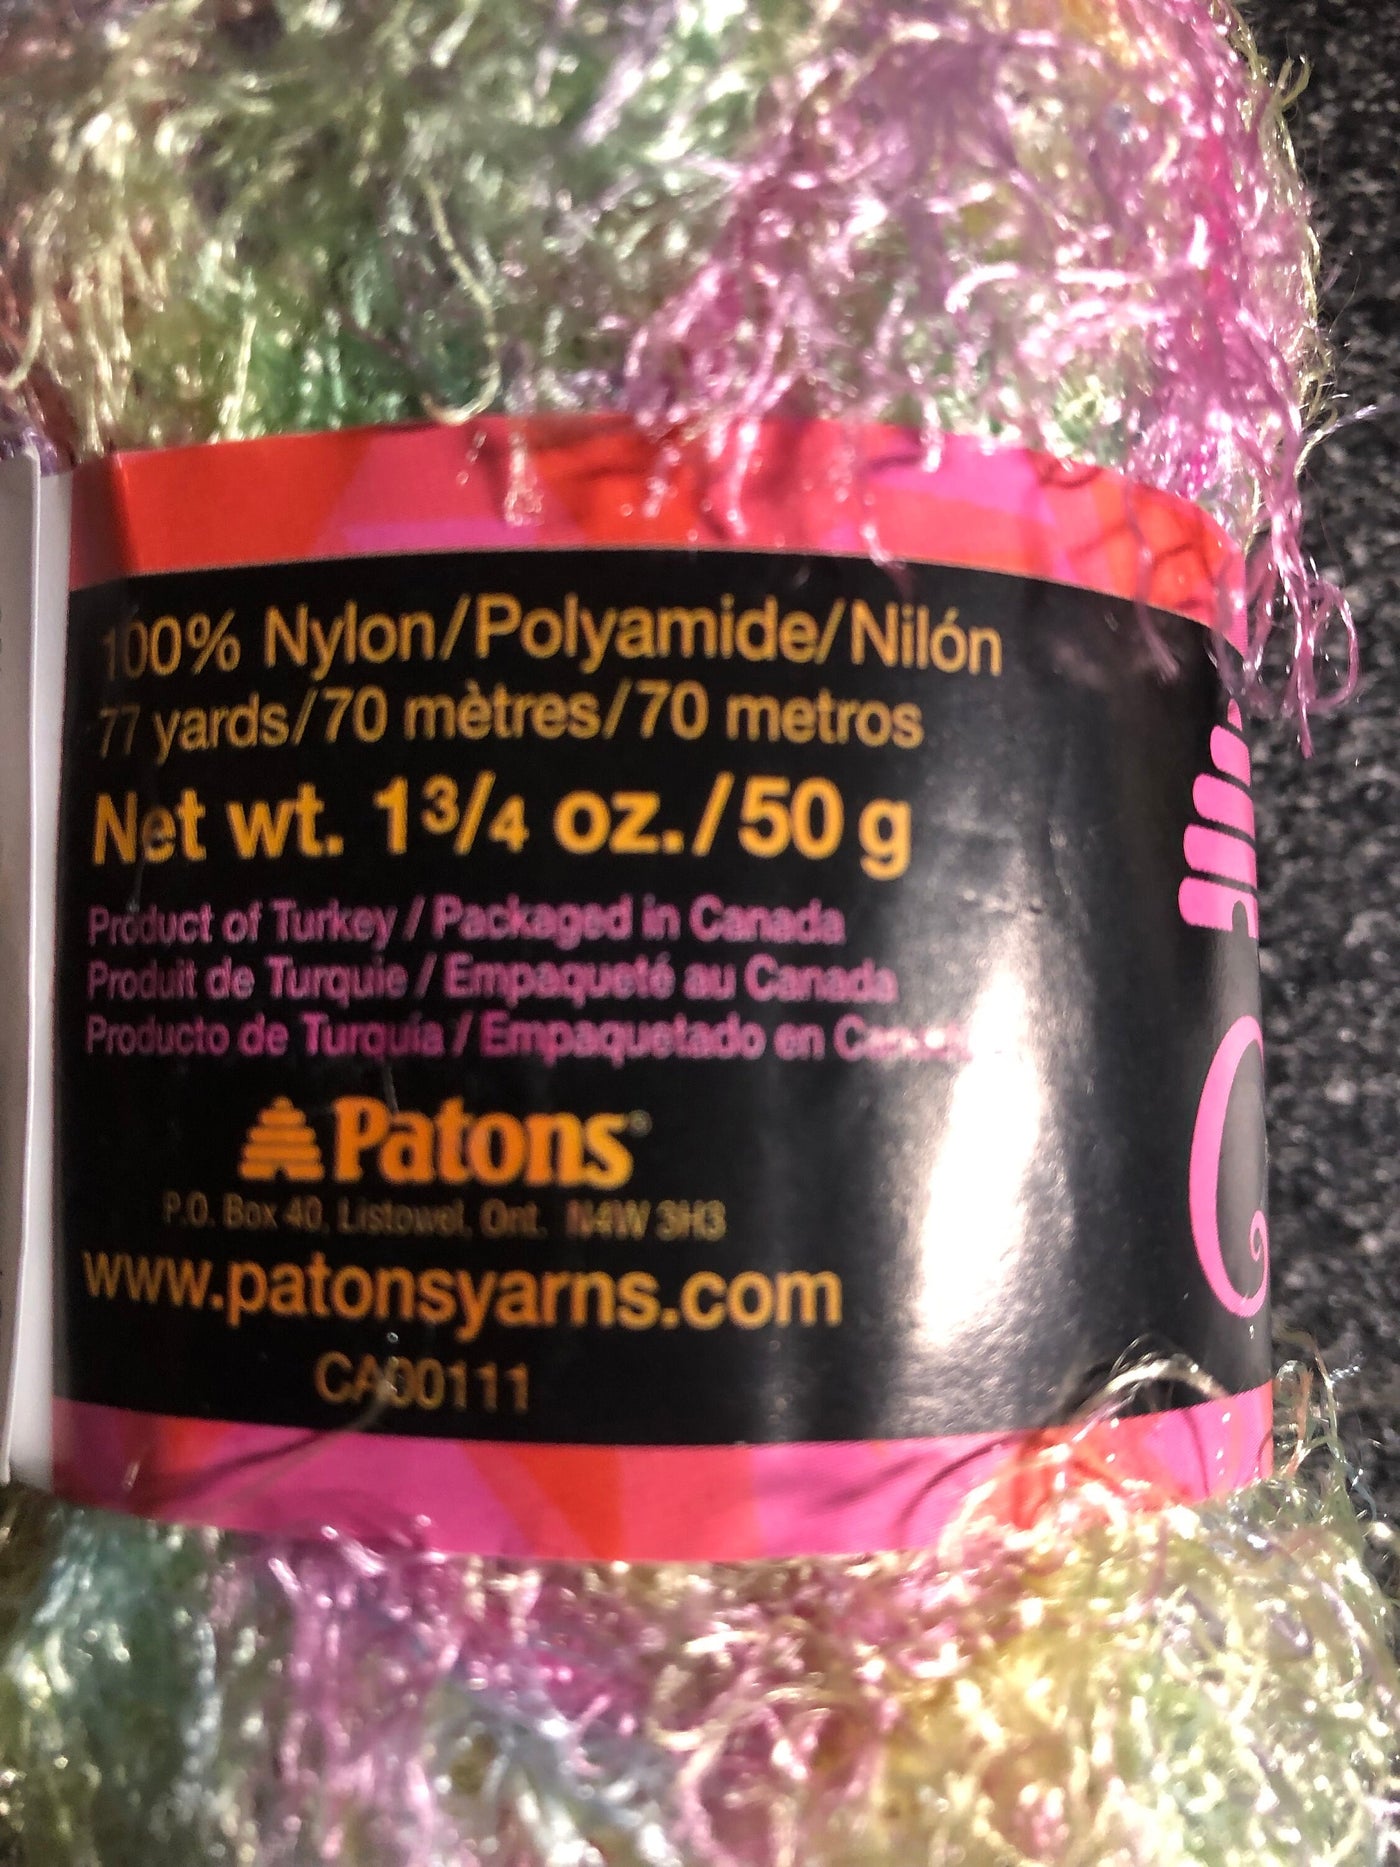 100% Nylon/Polyamide/Nilón
77 yards/70 mètres/70 metros
Net wt. 1 3/4 oz./50 g
Product of Turkey / Packaged in Canada
Produit de Turquie / Empaqueté au Canada
Producto de Turquía / Empaquetado en Canadá
Patons
P.O. Box 40, Listowel, Ont. N4W 3H3
www.patonsyarns.com
CA00111